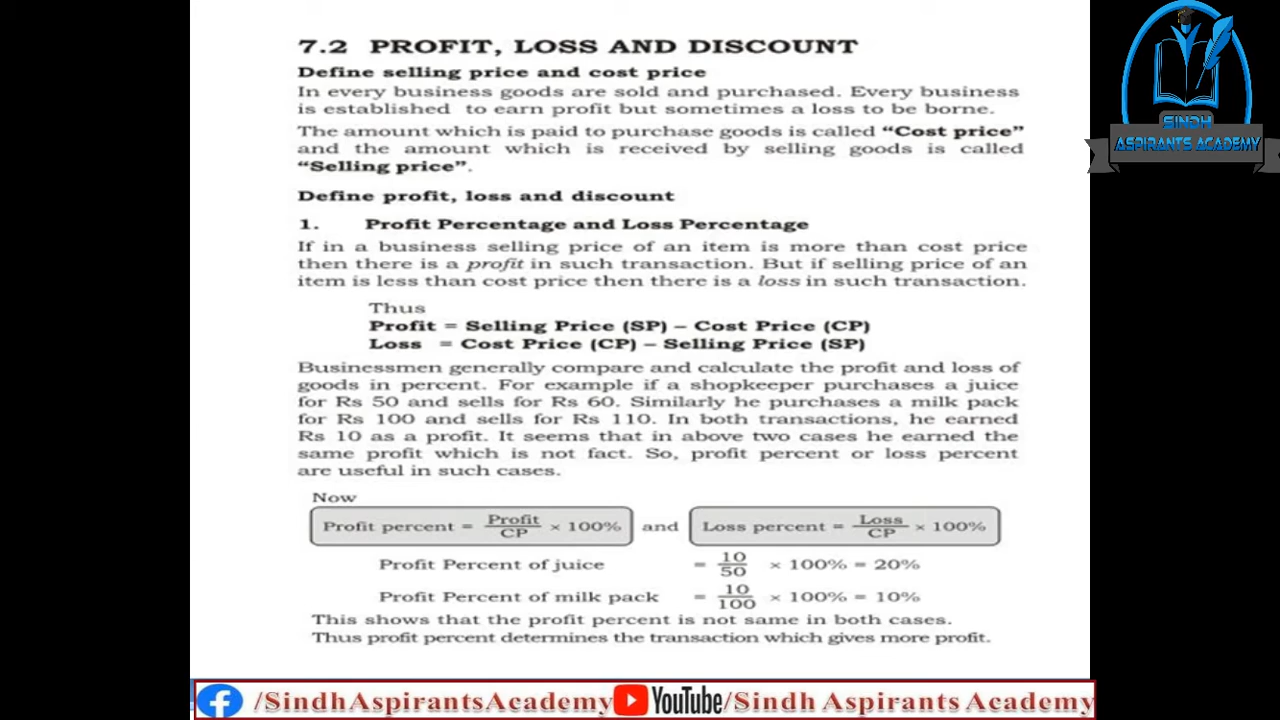 7.2 PROFIT, LOSS AND DISCOUNT
Define selling price and cost price
In every business goods are sold and purchased. Every business
is established to earn profit but sometimes a loss to be borne.
The amount which is paid to purchase goods is called "Cost price"
and the amount which is received by selling goods is called
"Selling price".
Define profit, loss and discount
1. Profit Percentage and Loss Percentage
If in a business selling price of an item is more than cost price
then there is a profit in such transaction. But if selling price of an
item is less than cost price then there is a loss in such transaction.
Thus
Profit = Selling Price (SP) – Cost Price (CP)
Loss = Cost Price (CP) – Selling Price (SP)
Businessmen generally compare and calculate the profit and loss of
goods in percent. For example if a shopkeeper purchases a juice
for Rs 50 and sells for Rs 60. Similarly he purchases a milk pack
for Rs 100 and sells for Rs 110. In both transactions, he earned
Rs 10 as a profit. It seems that in above two cases he earned the
same profit which is not fact. So, profit percent or loss percent
are useful in such cases.
Now
Profit percent = Profit/CP × 100% and Loss percent = Loss/CP × 100%
Profit Percent of juice = 10/50 × 100% = 20%
Profit Percent of milk pack = 10/100 × 100% = 10%
This shows that the profit percent is not same in both cases.
Thus profit percent determines the transaction which gives more profit.
SINDH
ASPIRANTS ACADEMY
/SindhAspirantsAcademy YouTube/Sindh Aspirants Academy